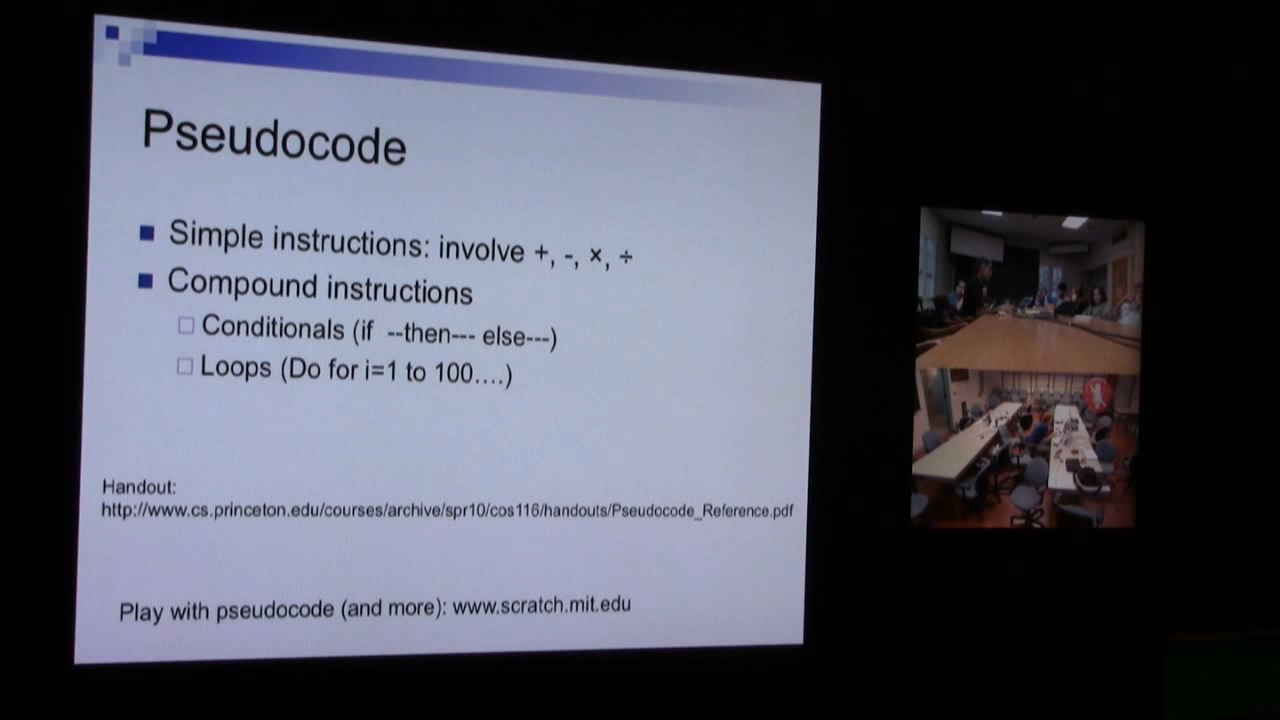 Pseudocode
Simple instructions: involve +, -, ×, ÷
Compound instructions
Conditionals (if --then--- else---)
Loops (Do for i=1 to 100....)
Handout:
http://www.cs.princeton.edu/courses/archive/spr10/cos116/handouts/Pseudocode_Reference.pdf
Play with pseudocode (and more): www.scratch.mit.edu